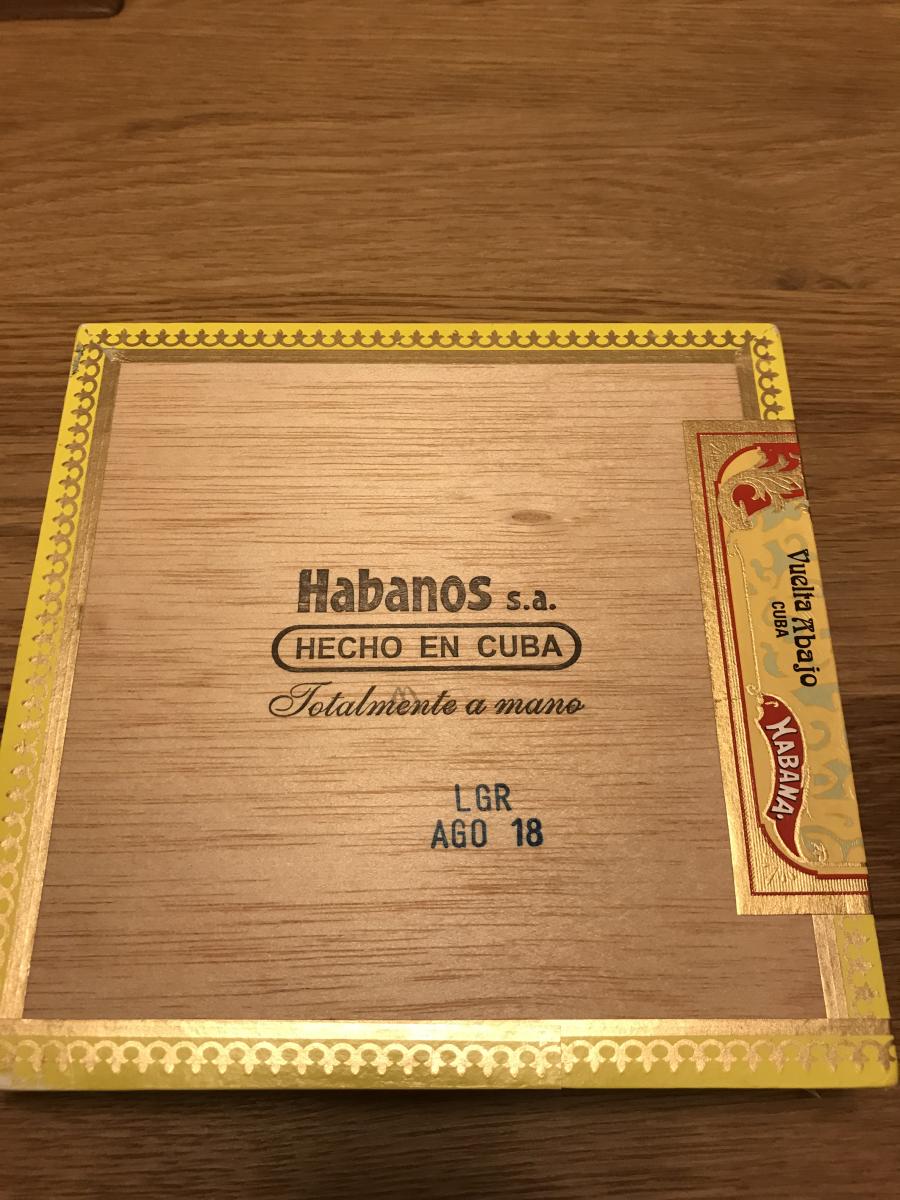 Habanos s.a.
HECHO EN CUBA
Totalmente a mano
LGR
AGO 18
Vuelta Abajo
CUBA
HABANA.